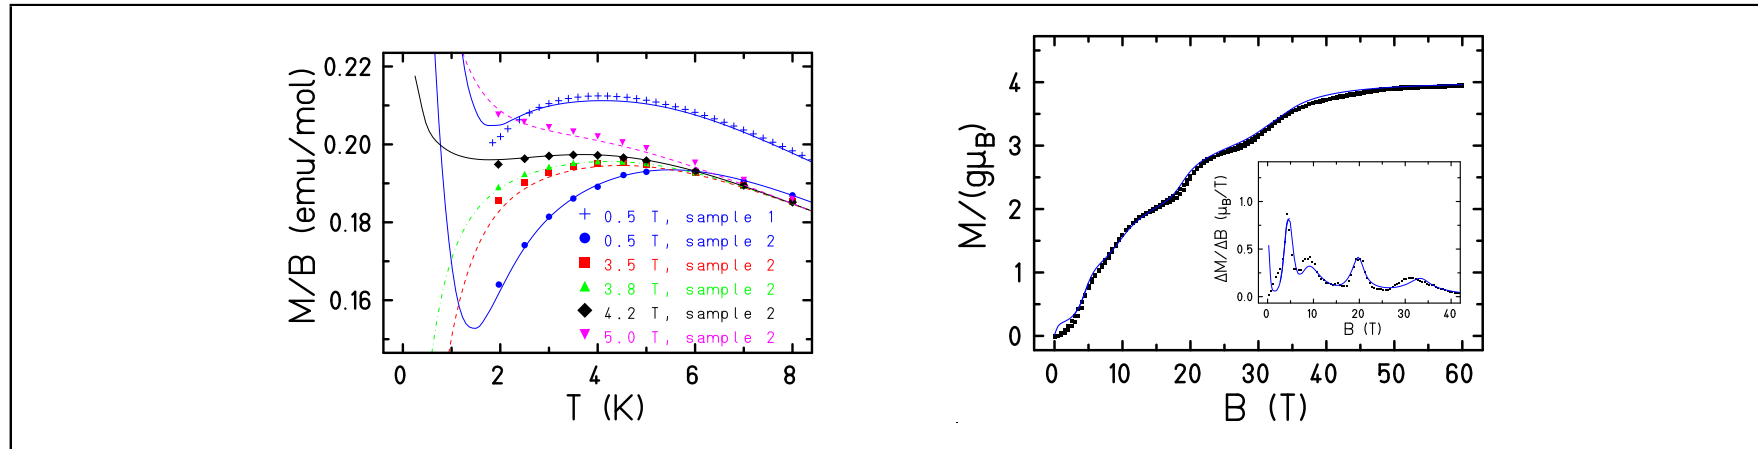 M/B (emu/mol)
0.22
0.20
0.18
0.16
0.5 T, sample 1
0.5 T, sample 2
3.5 T, sample 2
3.8 T, sample 2
4.2 T, sample 2
5.0 T, sample 2
0 2 4 6 8
T (K)
M/(gμB)
4
3
2
1
0
ΔM/ΔB (μB/T)
1.0
0.5
0.0
0 10 20 30 40
B (T)
0 10 20 30 40 50 60
B (T)